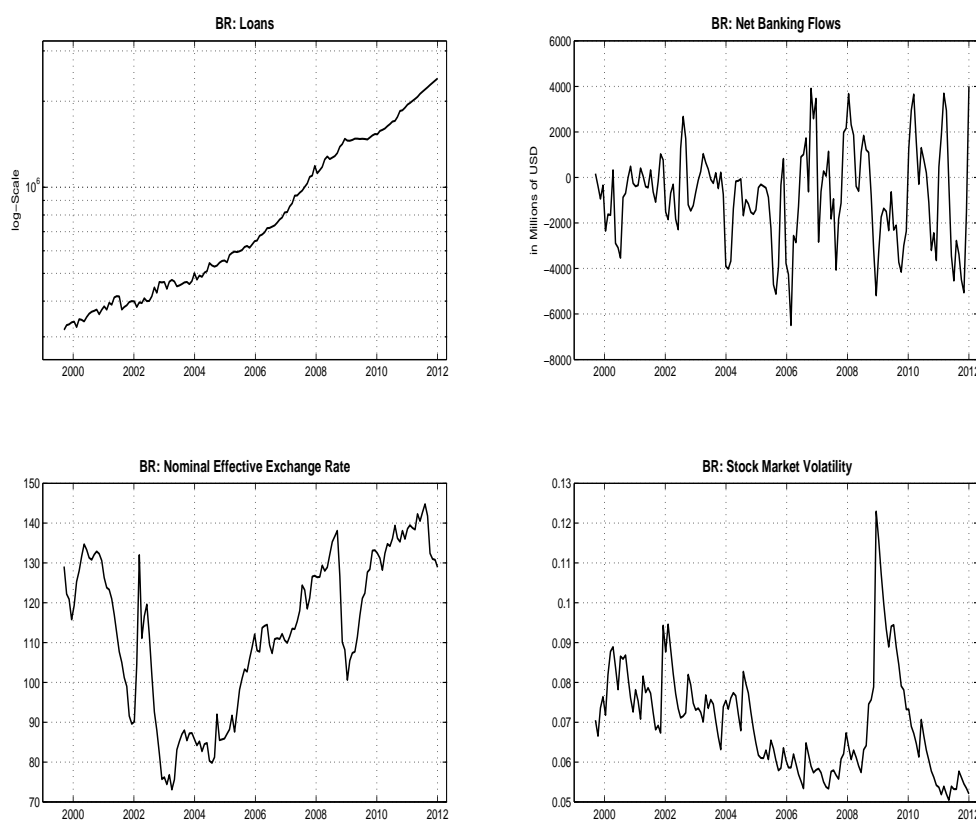 BR: Loans
log−Scale
10^6
2000 2002 2004 2006 2008 2010 2012
BR: Net Banking Flows
in Millions of USD
6000
4000
2000
0
−2000
−4000
−6000
−8000
2000 2002 2004 2006 2008 2010 2012
BR: Nominal Effective Exchange Rate
150
140
130
120
110
100
90
80
70
2000 2002 2004 2006 2008 2010 2012
BR: Stock Market Volatility
0.13
0.12
0.11
0.1
0.09
0.08
0.07
0.06
0.05
2000 2002 2004 2006 2008 2010 2012